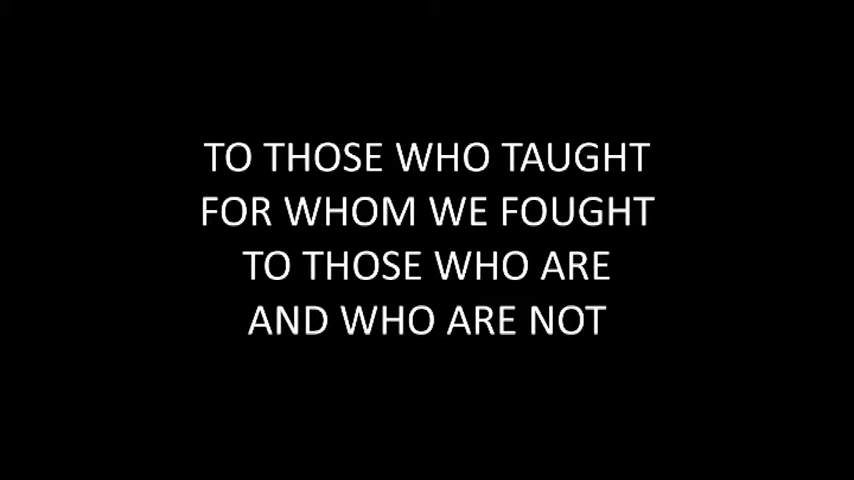 TO THOSE WHO TAUGHT
FOR WHOM WE FOUGHT
TO THOSE WHO ARE
AND WHO ARE NOT